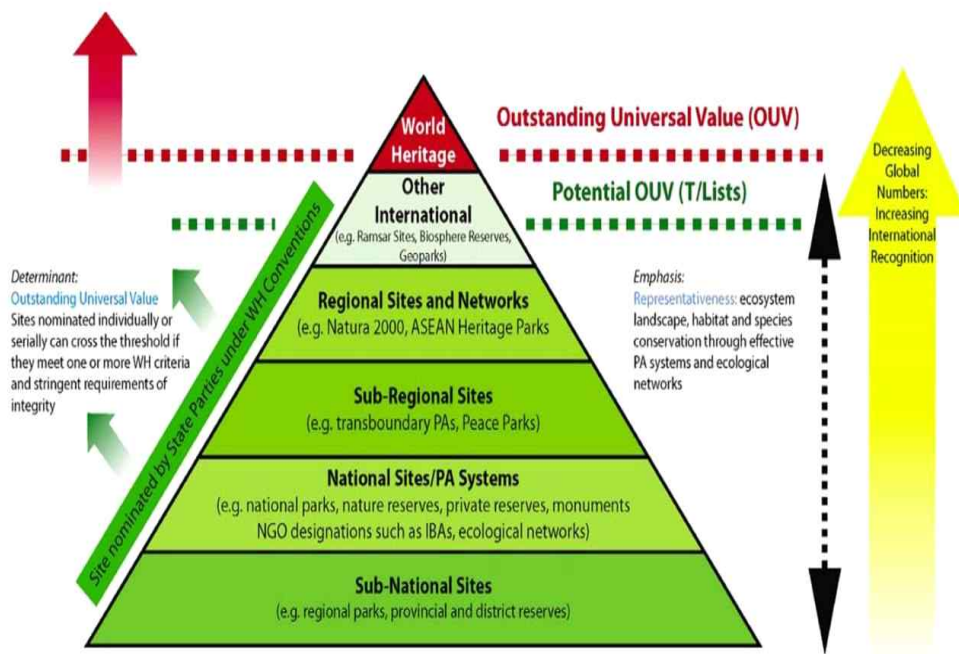 World
Heritage
Outstanding Universal Value (OUV)
Other
International
(e.g. Ramsar Sites, Biosphere Reserves,
Geoparks)
Potential OUV (T/Lists)
Decreasing
Global
Numbers:
Increasing
International
Recognition
Determinant:
Outstanding Universal Value
Sites nominated individually or
serially can cross the threshold if
they meet one or more WH criteria
and stringent requirements of
integrity
Site nominated by State Parties under WH Conventions
Regional Sites and Networks
(e.g. Natura 2000, ASEAN Heritage Parks
Emphasis:
Representativeness: ecosystem
landscape, habitat and species
conservation through effective
PA systems and ecological
networks
Sub-Regional Sites
(e.g. transboundary PAs, Peace Parks)
National Sites/PA Systems
(e.g. national parks, nature reserves, private reserves, monuments
NGO designations such as IBAs, ecological networks)
Sub-National Sites
(e.g. regional parks, provincial and district reserves)